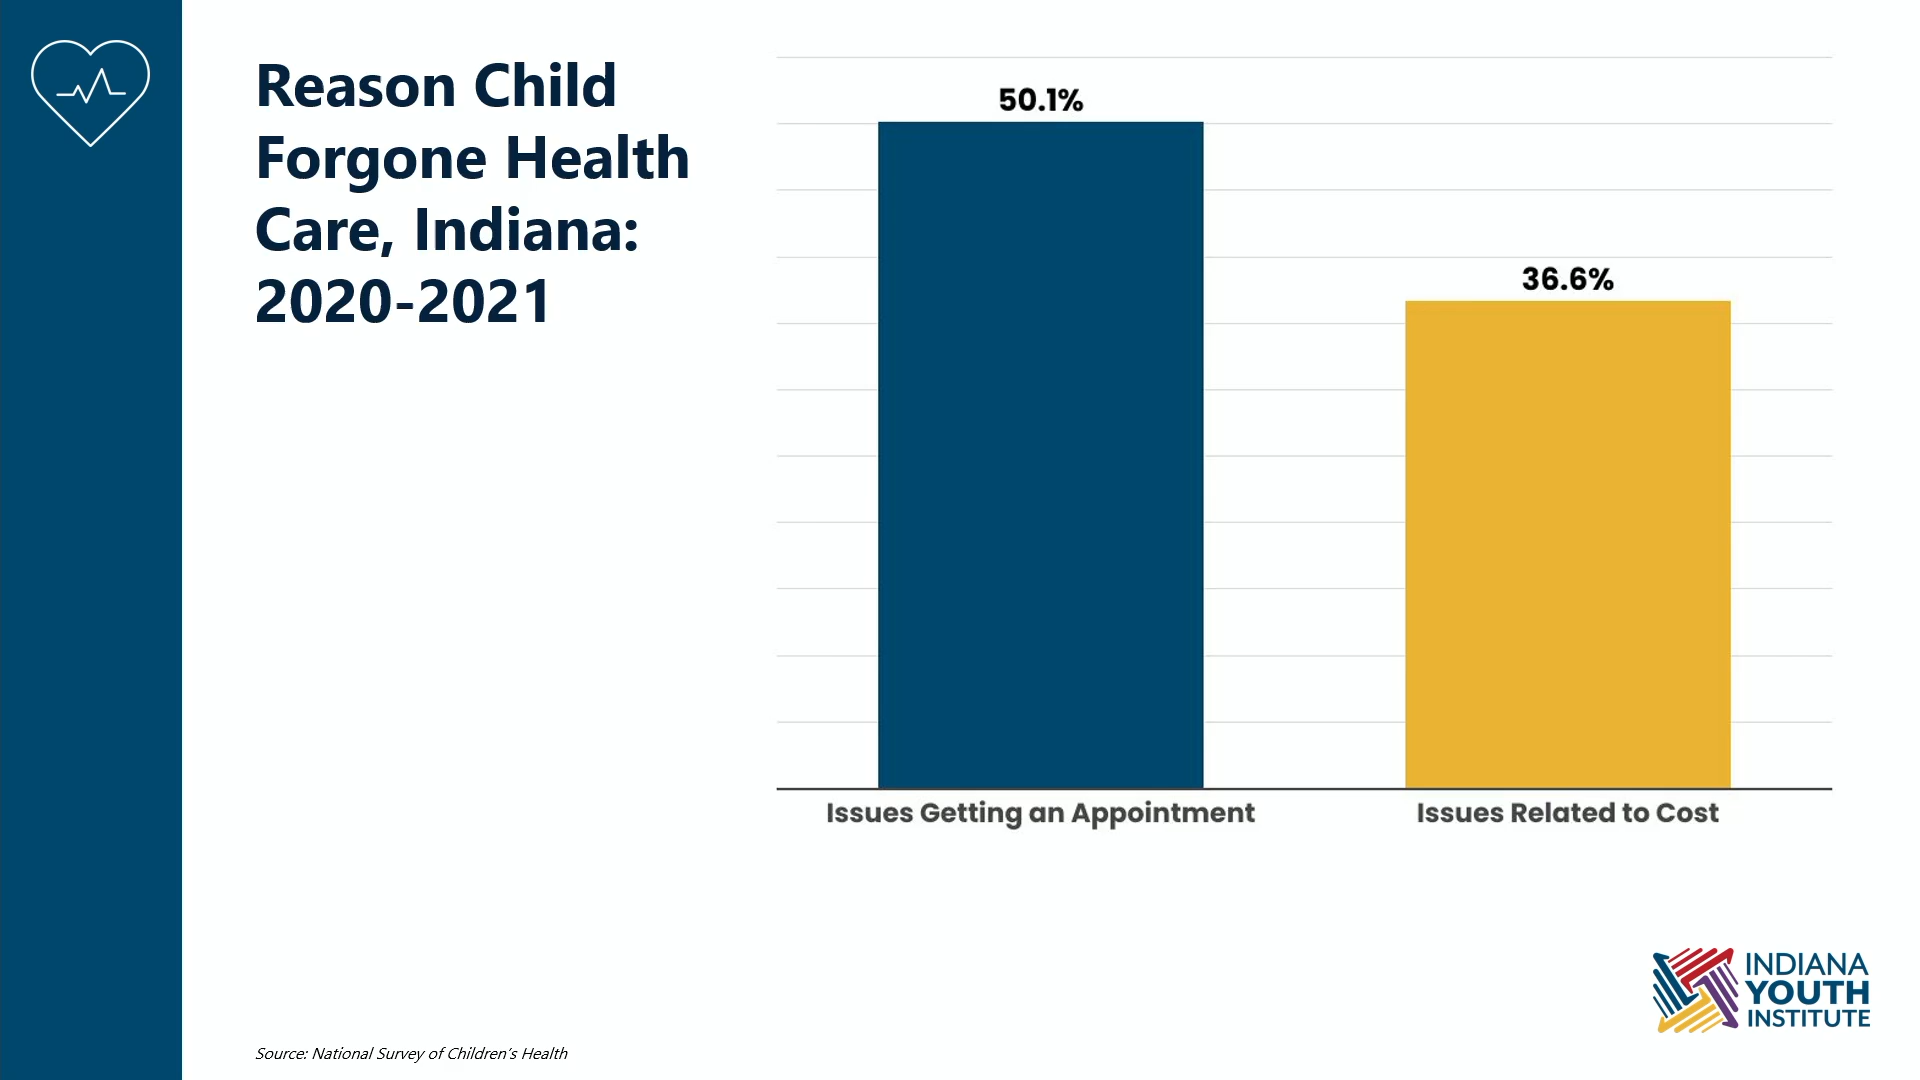 Reason Child
Forgone Health
Care, Indiana:
2020-2021
50.1%
36.6%
Issues Getting an Appointment
Issues Related to Cost
INDIANA
YOUTH
INSTITUTE
Source: National Survey of Children’s Health